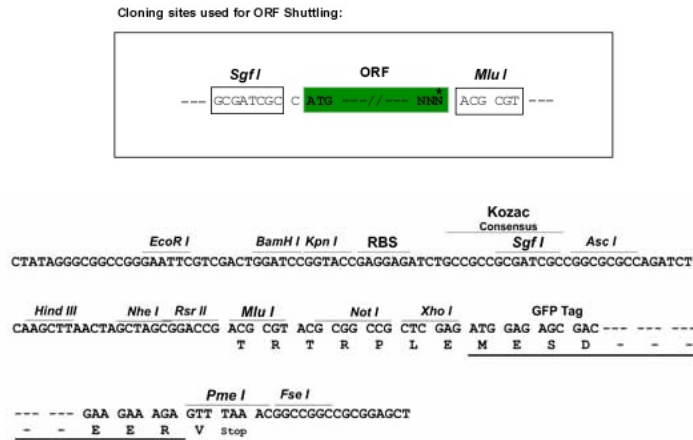 Cloning sites used for ORF Shuttling:
Sgf I ORF Mlu I
--- GCGATCGC C ATG ---//--- NNN* ACG CGT ---
Kozac
Consensus
EcoR I BamH I Kpn I RBS Sgf I Asc I
CTATAGGGCGGCCGGGAATTCGTCGACTGGATCCGGTACCGAGGAGATCTGCCGCCGCGATCGCCGGCGCGCCAGATCT
Hind III Nhe I Rsr II Mlu I Not I Xho I GFP Tag
CAAGCTTAACTAGCTAGCGGACCG ACG CGT ACG CGG CCG CTC GAG ATG GAG AGC GAC--- --- ---
T R T R P L E M E S D - - -
Pme I Fse I
--- --- GAA GAA AGA GTT TAA ACGGCCGGCCGCGGAGCT
- - E E R V Stop